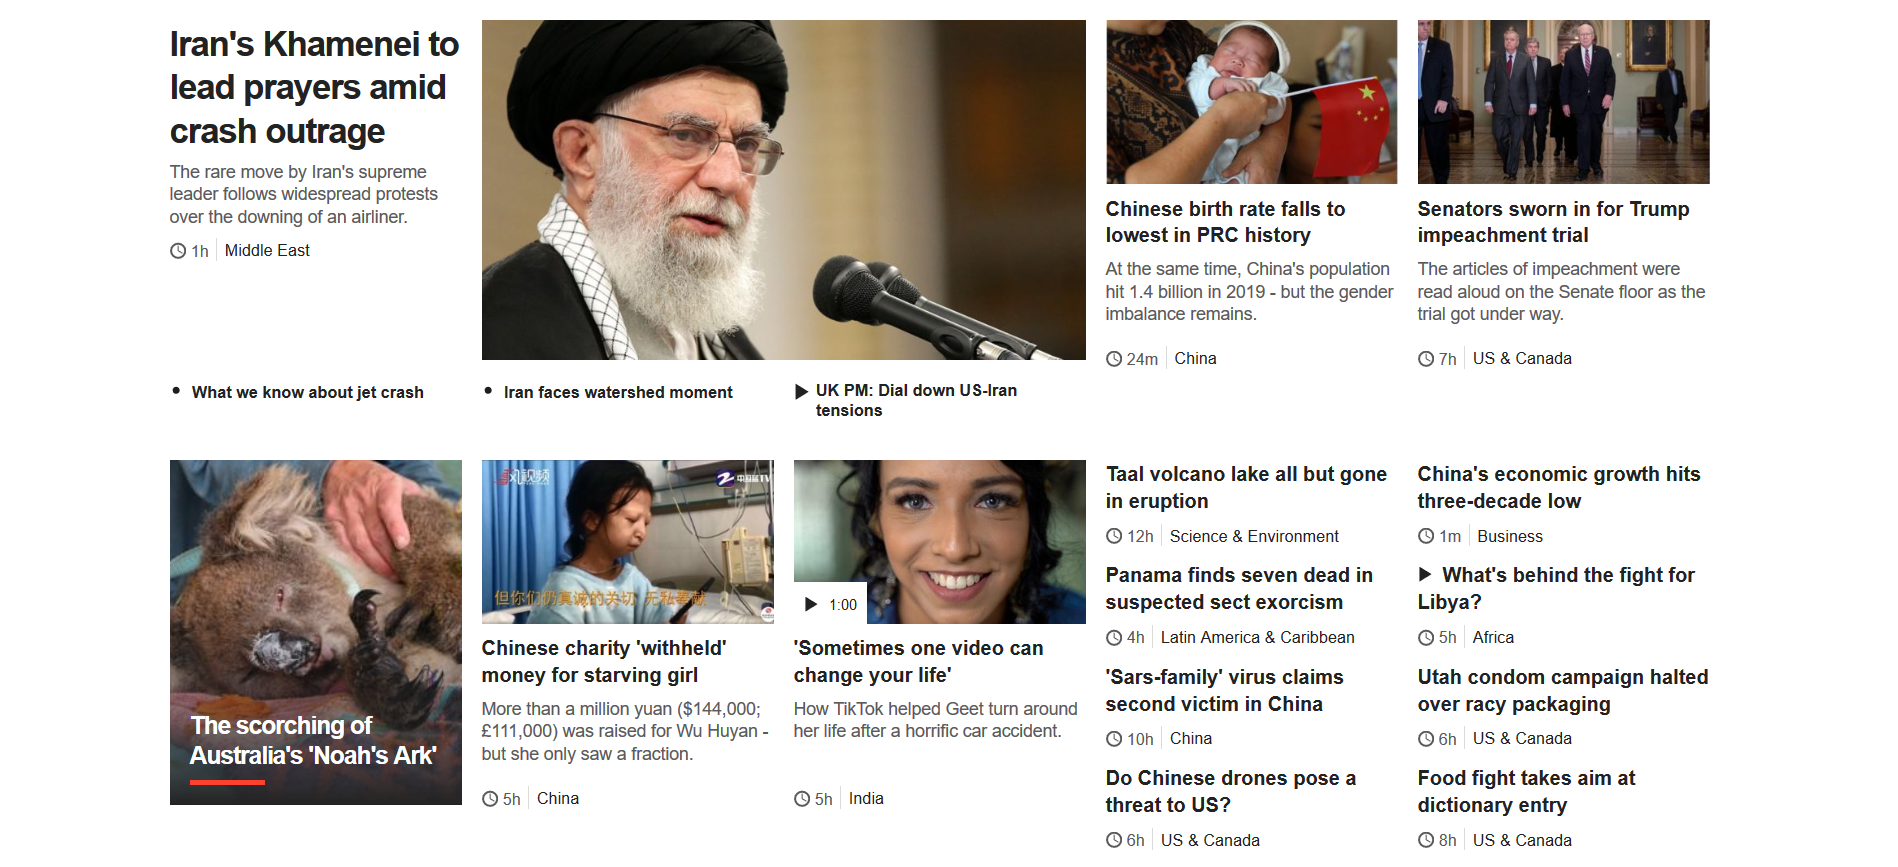 Iran's Khamenei to
lead prayers amid
crash outrage
The rare move by Iran's supreme
leader follows widespread protests
over the downing of an airliner.
1h Middle East
What we know about jet crash
Iran faces watershed moment
UK PM: Dial down US-Iran
tensions
Chinese birth rate falls to
lowest in PRC history
At the same time, China's population
hit 1.4 billion in 2019 - but the gender
imbalance remains.
24m China
Senators sworn in for Trump
impeachment trial
The articles of impeachment were
read aloud on the Senate floor as the
trial got under way.
7h US & Canada
The scorching of
Australia's 'Noah's Ark'
但你们仍真诚的关切 无私奉献
Chinese charity 'withheld'
money for starving girl
More than a million yuan ($144,000;
£111,000) was raised for Wu Huyan -
but she only saw a fraction.
5h China
1:00
'Sometimes one video can
change your life'
How TikTok helped Geet turn around
her life after a horrific car accident.
5h India
Taal volcano lake all but gone
in eruption
12h Science & Environment
Panama finds seven dead in
suspected sect exorcism
4h Latin America & Caribbean
'Sars-family' virus claims
second victim in China
10h China
Do Chinese drones pose a
threat to US?
6h US & Canada
China's economic growth hits
three-decade low
1m Business
What's behind the fight for
Libya?
5h Africa
Utah condom campaign halted
over racy packaging
6h US & Canada
Food fight takes aim at
dictionary entry
8h US & Canada